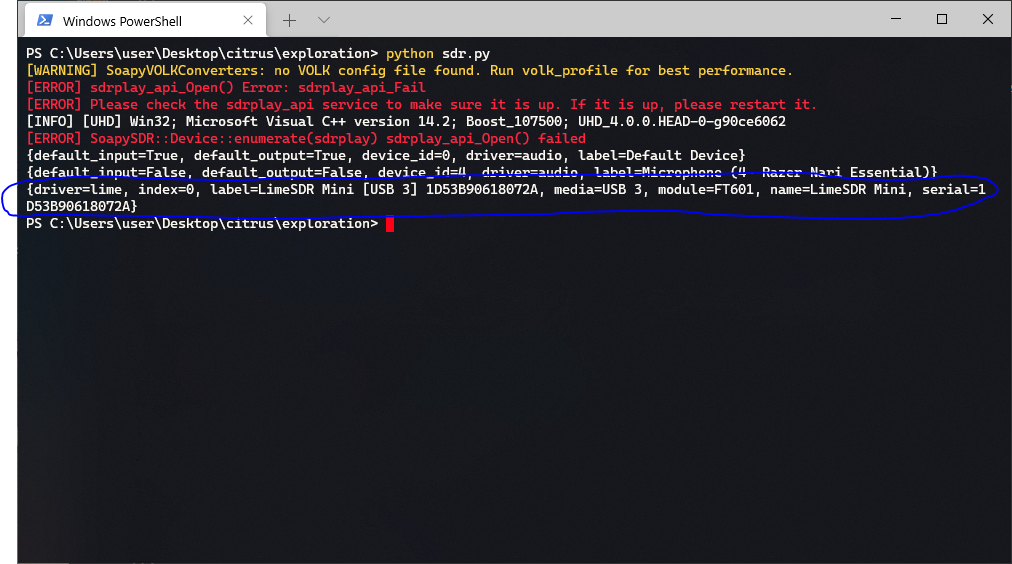 Windows PowerShell
PS C:\Users\user\Desktop\citrus\exploration> python sdr.py
[WARNING] SoapyVOLKConverters: no VOLK config file found. Run volk_profile for best performance.
[ERROR] sdrplay_api_Open() Error: sdrplay_api_Fail
[ERROR] Please check the sdrplay_api service to make sure it is up. If it is up, please restart it.
[INFO] [UHD] Win32; Microsoft Visual C++ version 14.2; Boost_107500; UHD_4.0.0.HEAD-0-g90ce6062
[ERROR] SoapySDR::Device::enumerate(sdrplay) sdrplay_api_Open() failed
{default_input=True, default_output=True, device_id=0, driver=audio, label=Default Device}
{default_input=False, default_output=False, device_id=4, driver=audio, label=Microphone (4- Razer Nari Essential)}
{driver=lime, index=0, label=LimeSDR Mini [USB 3] 1D53B90618072A, media=USB 3, module=FT601, name=LimeSDR Mini, serial=1
D53B90618072A}
PS C:\Users\user\Desktop\citrus\exploration>